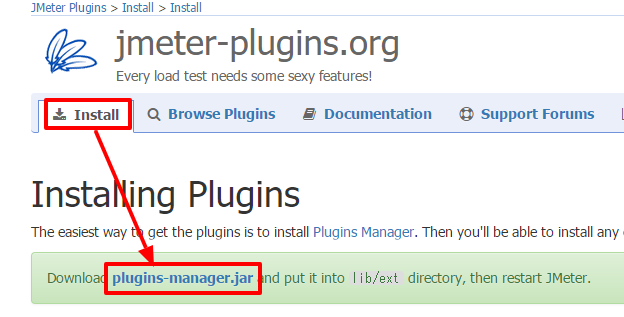 JMeter Plugins > Install > Install
jmeter-plugins.org
Every load test needs some sexy features!
Install Browse Plugins Documentation Support Forums
Installing Plugins
The easiest way to get the plugins is to install Plugins Manager. Then you'll be able to install any
Download plugins-manager.jar and put it into lib/ext directory, then restart JMeter.